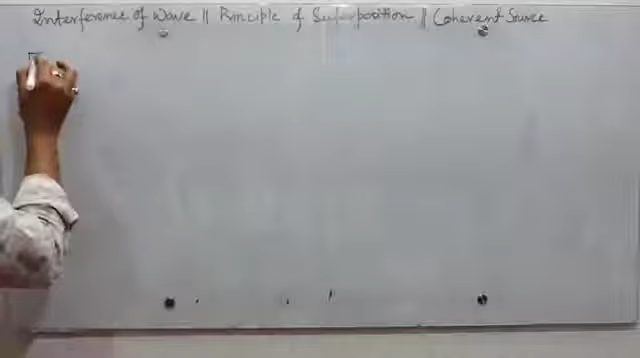 Interference of Wave || Principle of Superposition || Coherent Source